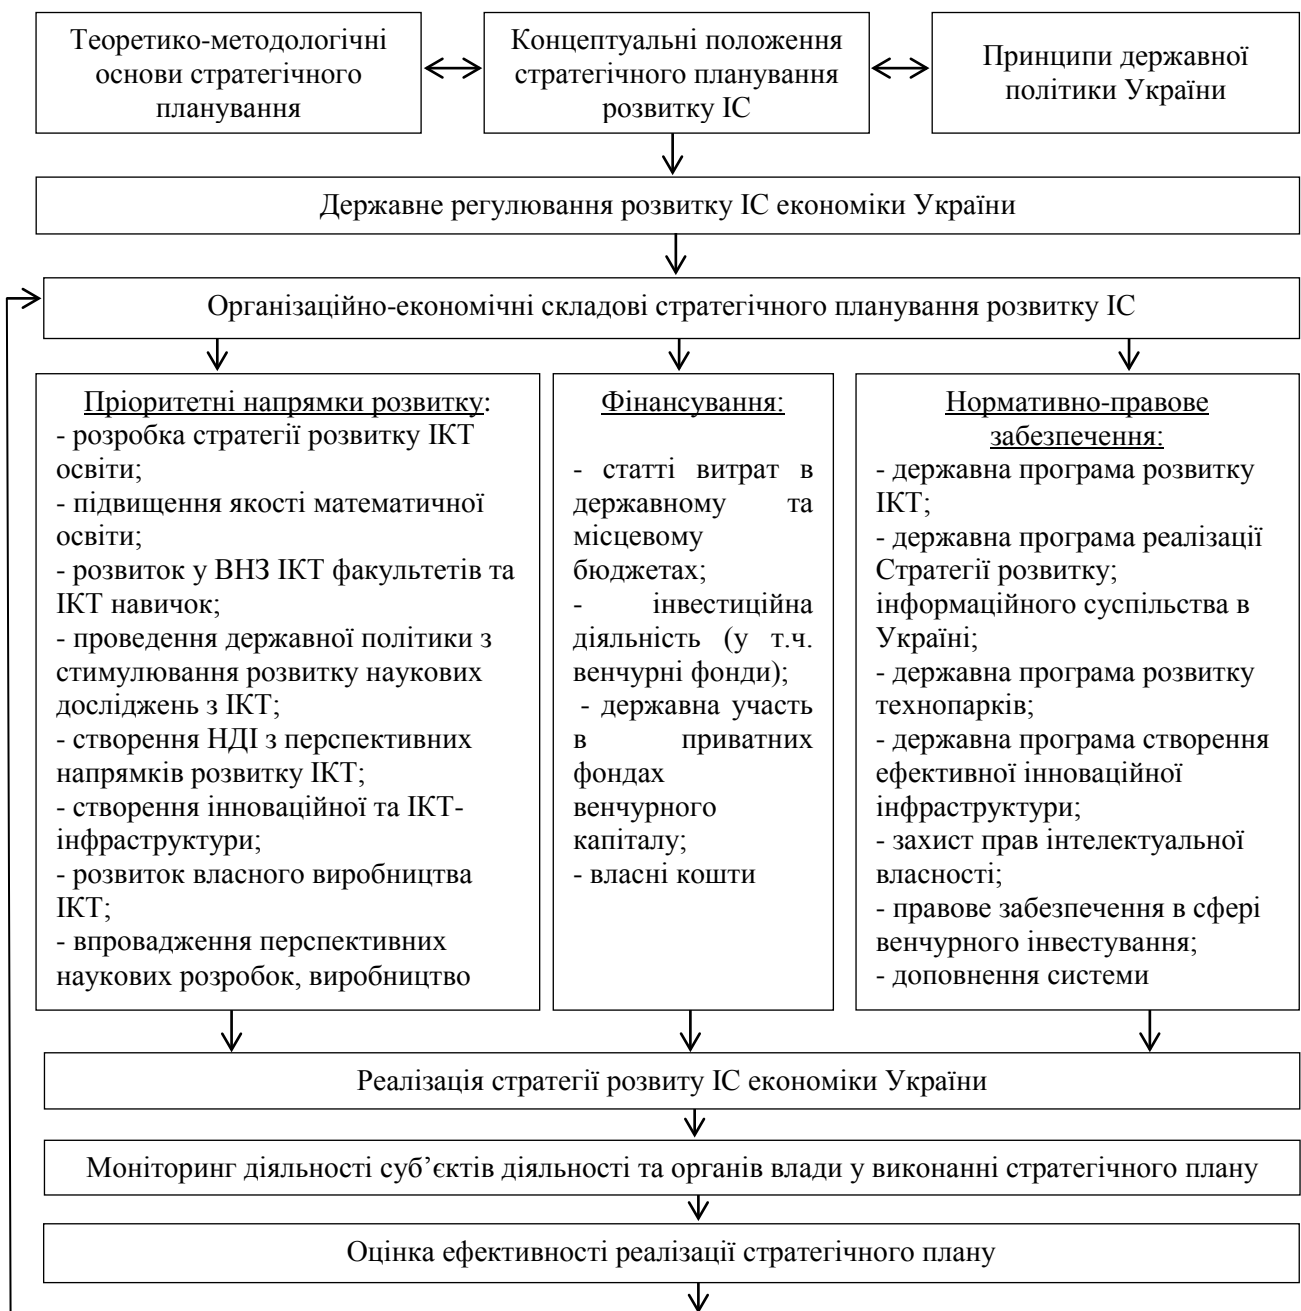 Теоретико-методологічні
основи стратегічного
планування
Концептуальні положення
стратегічного планування
розвитку ІС
Принципи державної
політики України
Державне регулювання розвитку ІС економіки України
Організаційно-економічні складові стратегічного планування розвитку ІС
Пріоритетні напрямки розвитку:
- розробка стратегії розвитку ІКТ
освіти;
- підвищення якості математичної
освіти;
- розвиток у ВНЗ ІКТ факультетів та
ІКТ навичок;
- проведення державної політики з
стимулювання розвитку наукових
досліджень з ІКТ;
- створення НДІ з перспективних
напрямків розвитку ІКТ;
- створення інноваційної та ІКТ-
інфраструктури;
- розвиток власного виробництва
ІКТ;
- впровадження перспективних
наукових розробок, виробництво
Фінансування:
- статті витрат в
державному та
місцевому
бюджетах;
- інвестиційна
діяльність (у т.ч.
венчурні фонди);
- державна участь
в приватних
фондах
венчурного
капіталу;
- власні кошти
Нормативно-правове
забезпечення:
- державна програма розвитку
ІКТ;
- державна програма реалізації
Стратегії розвитку;
інформаційного суспільства в
Україні;
- державна програма розвитку
технопарків;
- державна програма створення
ефективної інноваційної
інфраструктури;
- захист прав інтелектуальної
власності;
- правове забезпечення в сфері
венчурного інвестування;
- доповнення системи
Реалізація стратегії розвиту ІС економіки України
Моніторинг діяльності суб’єктів діяльності та органів влади у виконанні стратегічного плану
Оцінка ефективності реалізації стратегічного плану